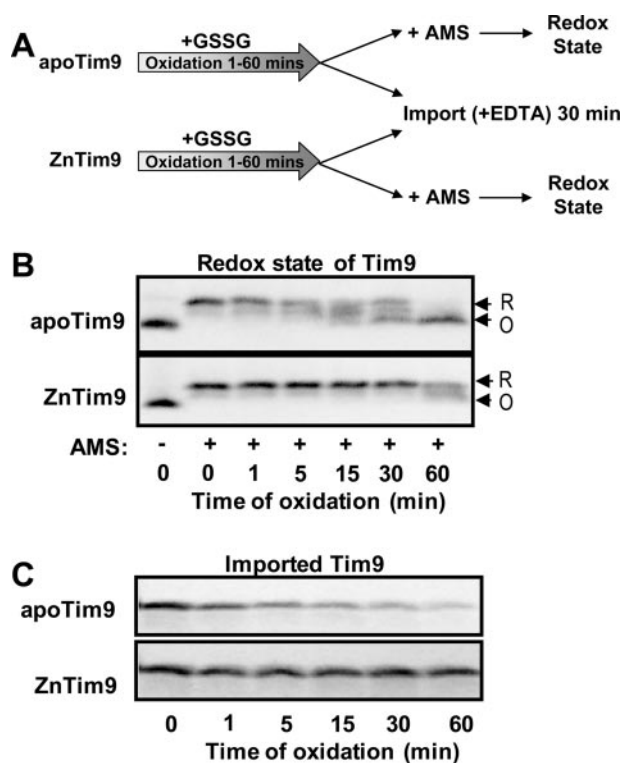 A
apoTim9
+GSSG
Oxidation 1-60 mins
+ AMS
Redox
State
Import (+EDTA) 30 min
ZnTim9
+GSSG
Oxidation 1-60 mins
+ AMS
Redox
State
B
Redox state of Tim9
apoTim9
R
O
ZnTim9
R
O
AMS: - + + + + + +
0 0 1 5 15 30 60
Time of oxidation (min)
C
Imported Tim9
apoTim9
ZnTim9
0 1 5 15 30 60
Time of oxidation (min)